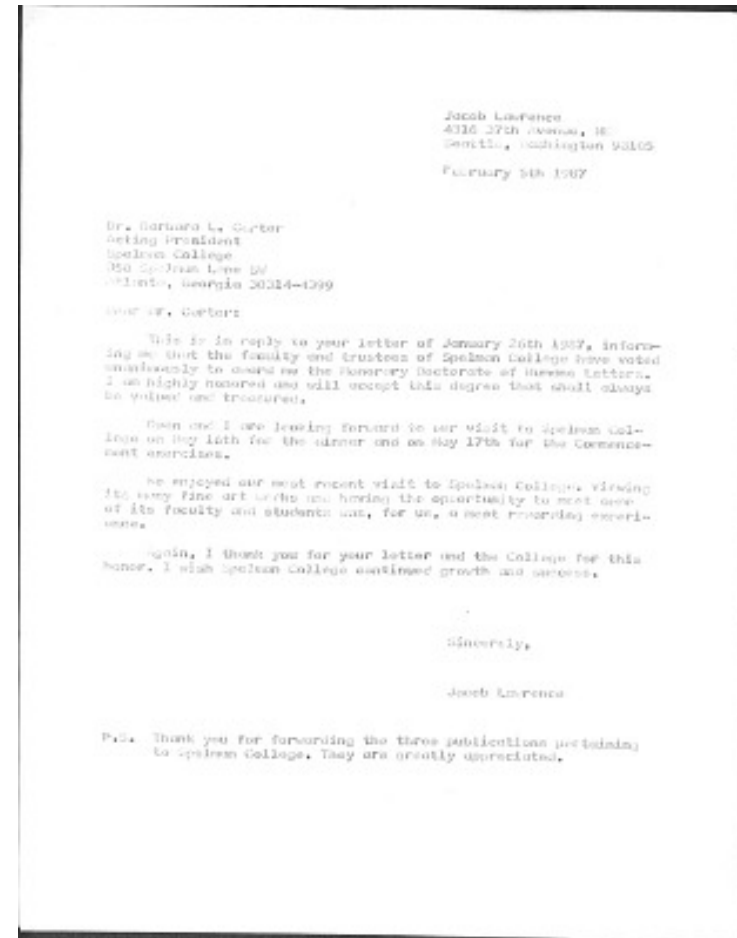 Jacob Lawrence
4316 37th Avenue, NE
Seattle, Washington 98105
February 5th 1987
Dr. Barbara L. Carter
Acting President
Spelman College
350 Spelman Lane SW
Atlanta, Georgia 30314-4399
Dear Dr. Carter:
This is in reply to your letter of January 26th 1987, inform-
ing me that the faculty and trustees of Spelman College have voted
unanimously to award me the Honorary Doctorate of Humane Letters.
I am highly honored and will accept this degree that shall always
be valued and treasured.
Gwen and I are looking forward to our visit to Spelman Col-
lege on May 16th for the dinner and on May 17th for the Commence-
ment exercises.
We enjoyed our most recent visit to Spelman College. Viewing
its many fine art works and having the opportunity to meet some
of its faculty and students was, for us, a most rewarding experi-
ence.
Again, I thank you for your letter and the College for this
honor. I wish Spelman College continued growth and success.
Sincerely,
Jacob Lawrence
P.S. Thank you for forwarding the three publications pertaining
to Spelman College. They are greatly appreciated.